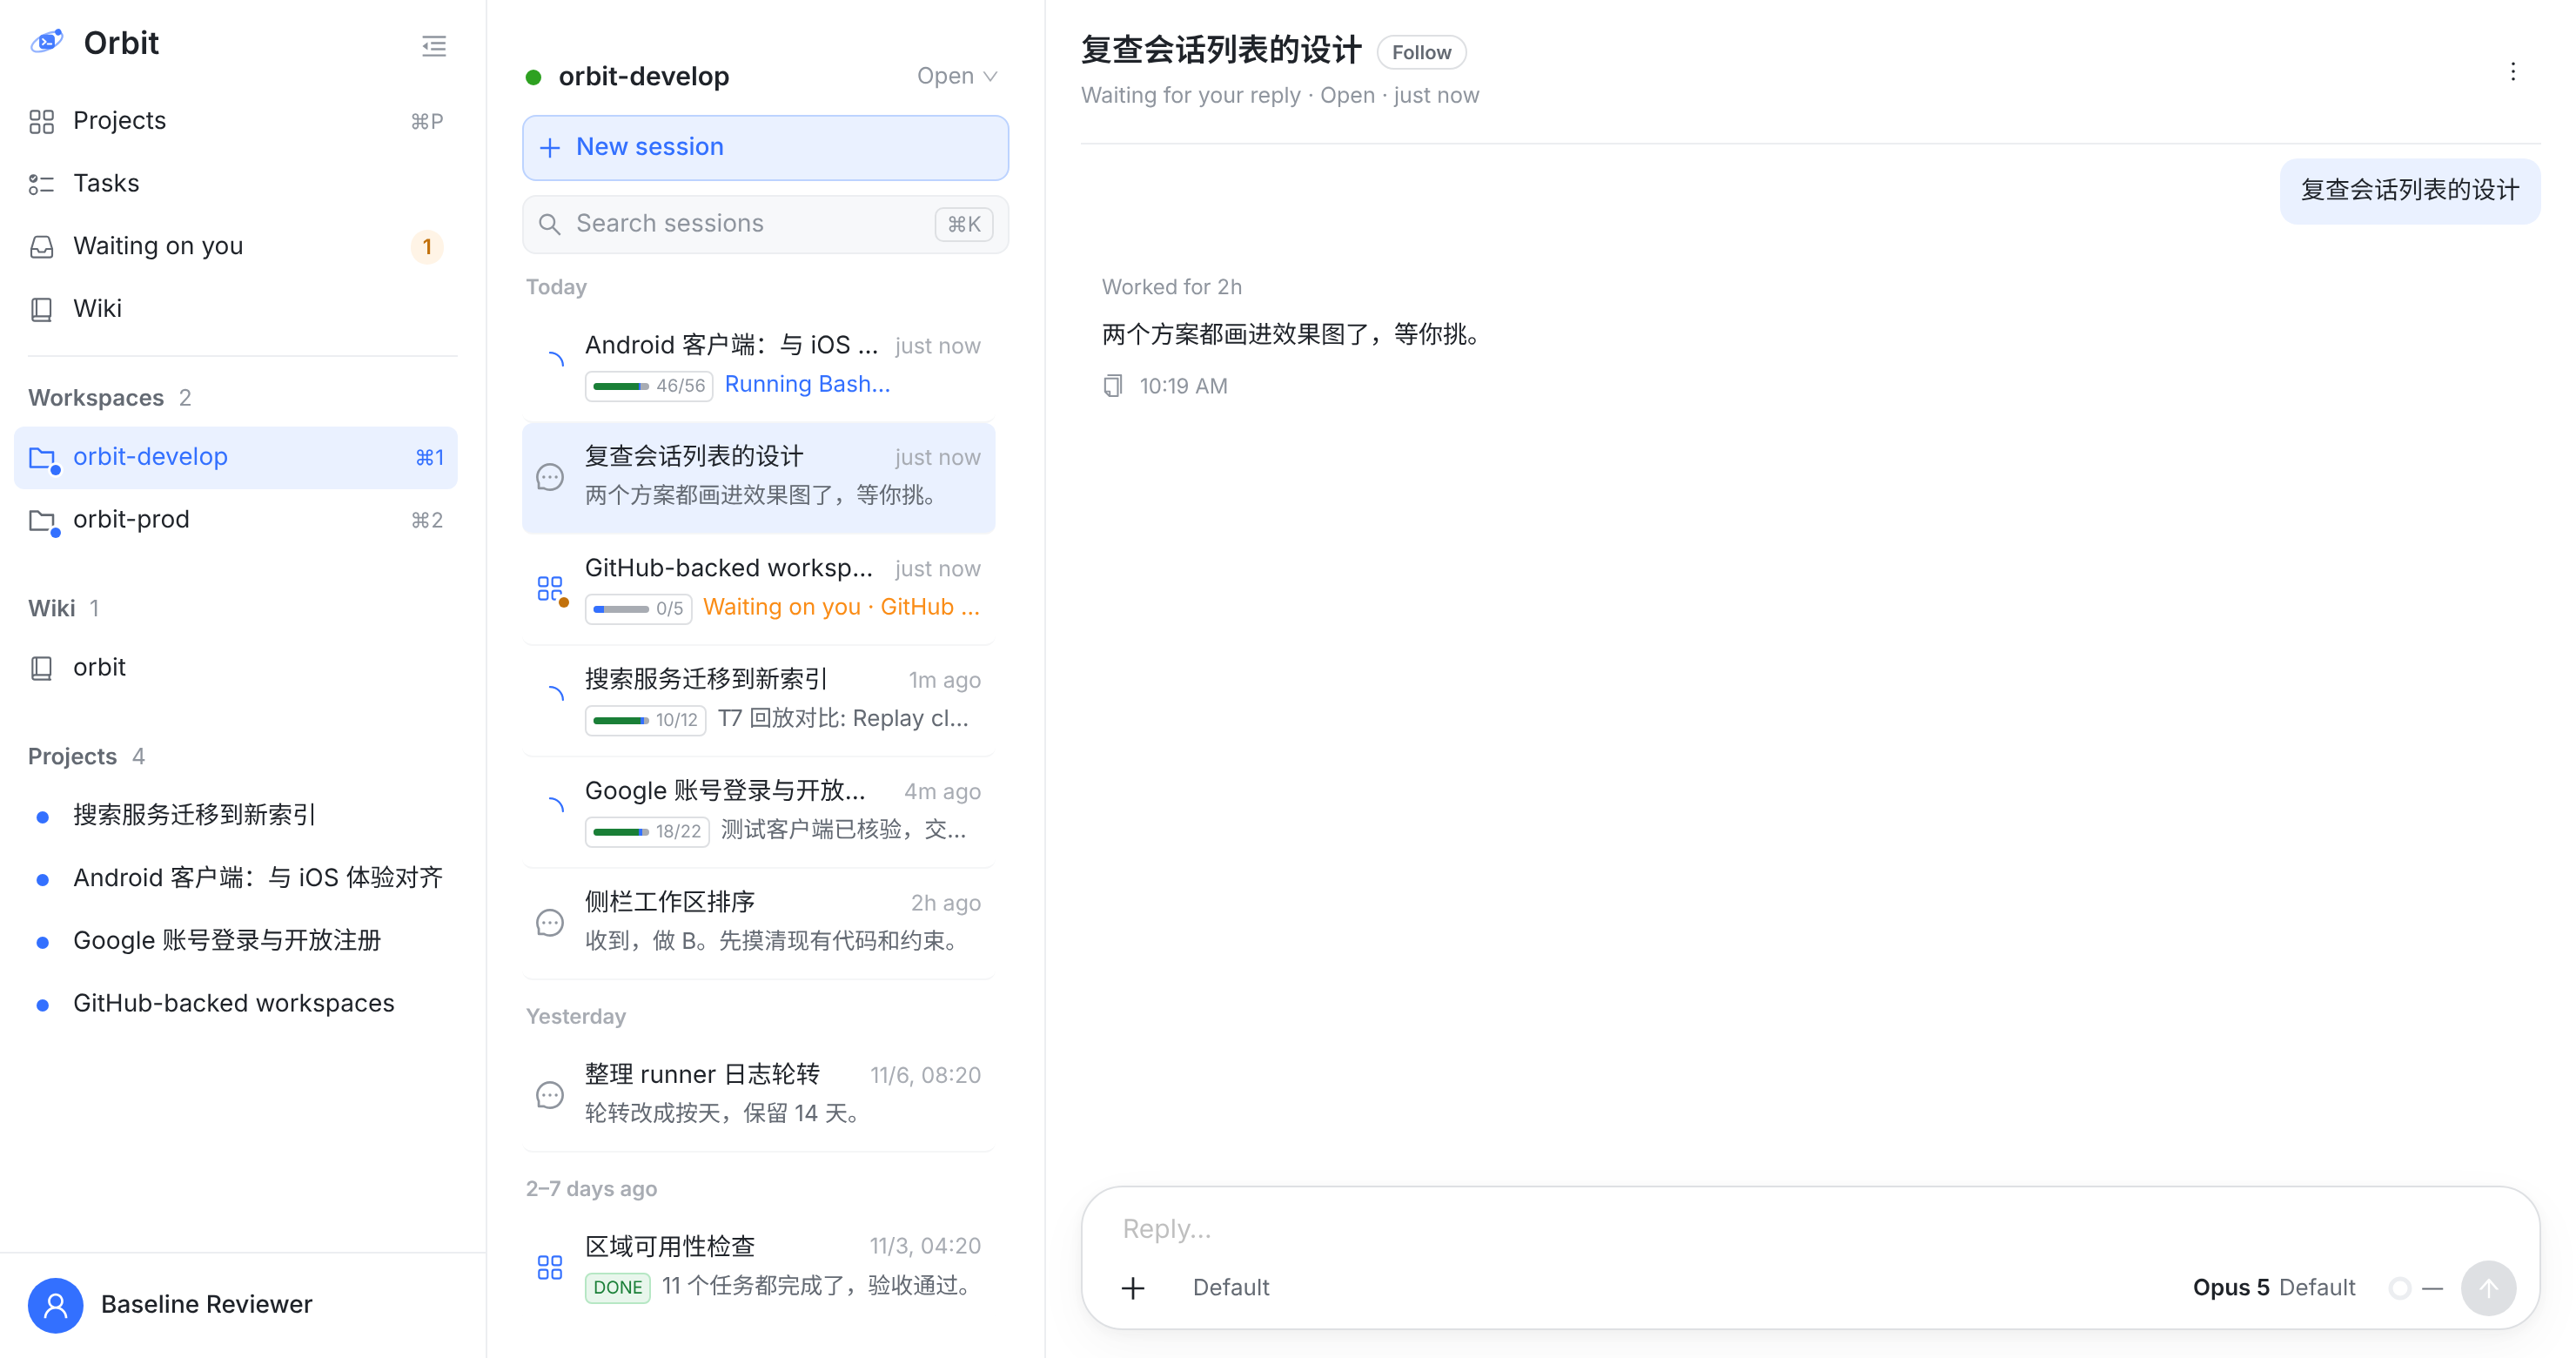 Orbit
Projects ⌘P
Tasks
Waiting on you 1
Wiki
Workspaces 2
orbit-develop ⌘1
orbit-prod ⌘2
Wiki 1
orbit
Projects 4
搜索服务迁移到新索引
Android 客户端：与 iOS 体验对齐
Google 账号登录与开放注册
GitHub-backed workspaces
Baseline Reviewer
orbit-develop Open
New session
Search sessions ⌘K
Today
Android 客户端：与 iOS ... just now
46/56 Running Bash...
复查会话列表的设计 just now
两个方案都画进效果图了，等你挑。
GitHub-backed worksp... just now
0/5 Waiting on you · GitHub ...
搜索服务迁移到新索引 1m ago
10/12 T7 回放对比: Replay cl...
Google 账号登录与开放... 4m ago
18/22 测试客户端已核验，交...
侧栏工作区排序 2h ago
收到，做 B。先摸清现有代码和约束。
Yesterday
整理 runner 日志轮转 11/6, 08:20
轮转改成按天，保留 14 天。
2–7 days ago
区域可用性检查 11/3, 04:20
DONE 11 个任务都完成了，验收通过。
复查会话列表的设计 Follow
Waiting for your reply · Open · just now
复查会话列表的设计
Worked for 2h
两个方案都画进效果图了，等你挑。
10:19 AM
Reply...
Default Opus 5 Default —